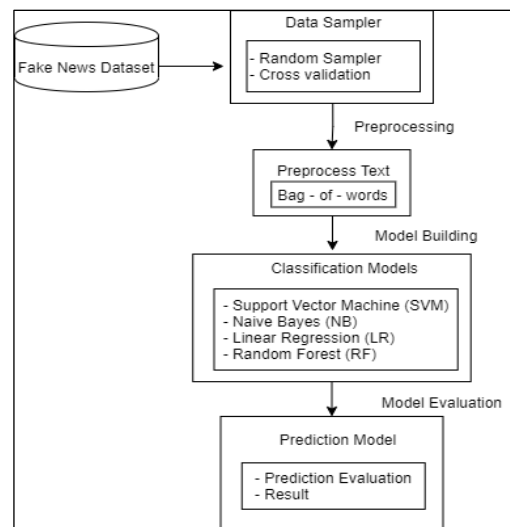 Data Sampler
Fake News Dataset
- Random Sampler
- Cross validation
Preprocessing
Preprocess Text
Bag - of - words
Model Building
Classification Models
- Support Vector Machine (SVM)
- Naive Bayes (NB)
- Linear Regression (LR)
- Random Forest (RF)
Model Evaluation
Prediction Model
- Prediction Evaluation
- Result